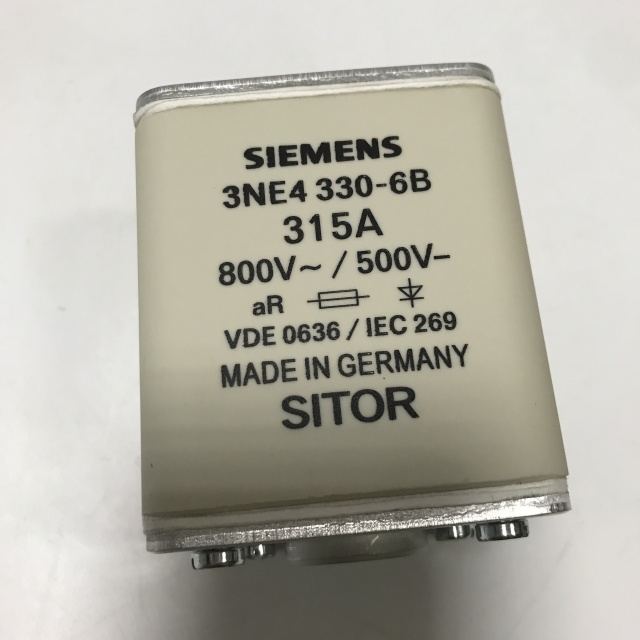 SIEMENS
3NE4 330-6B
315A
800V~ / 500V-
aR
VDE 0636 / IEC 269
MADE IN GERMANY
SITOR